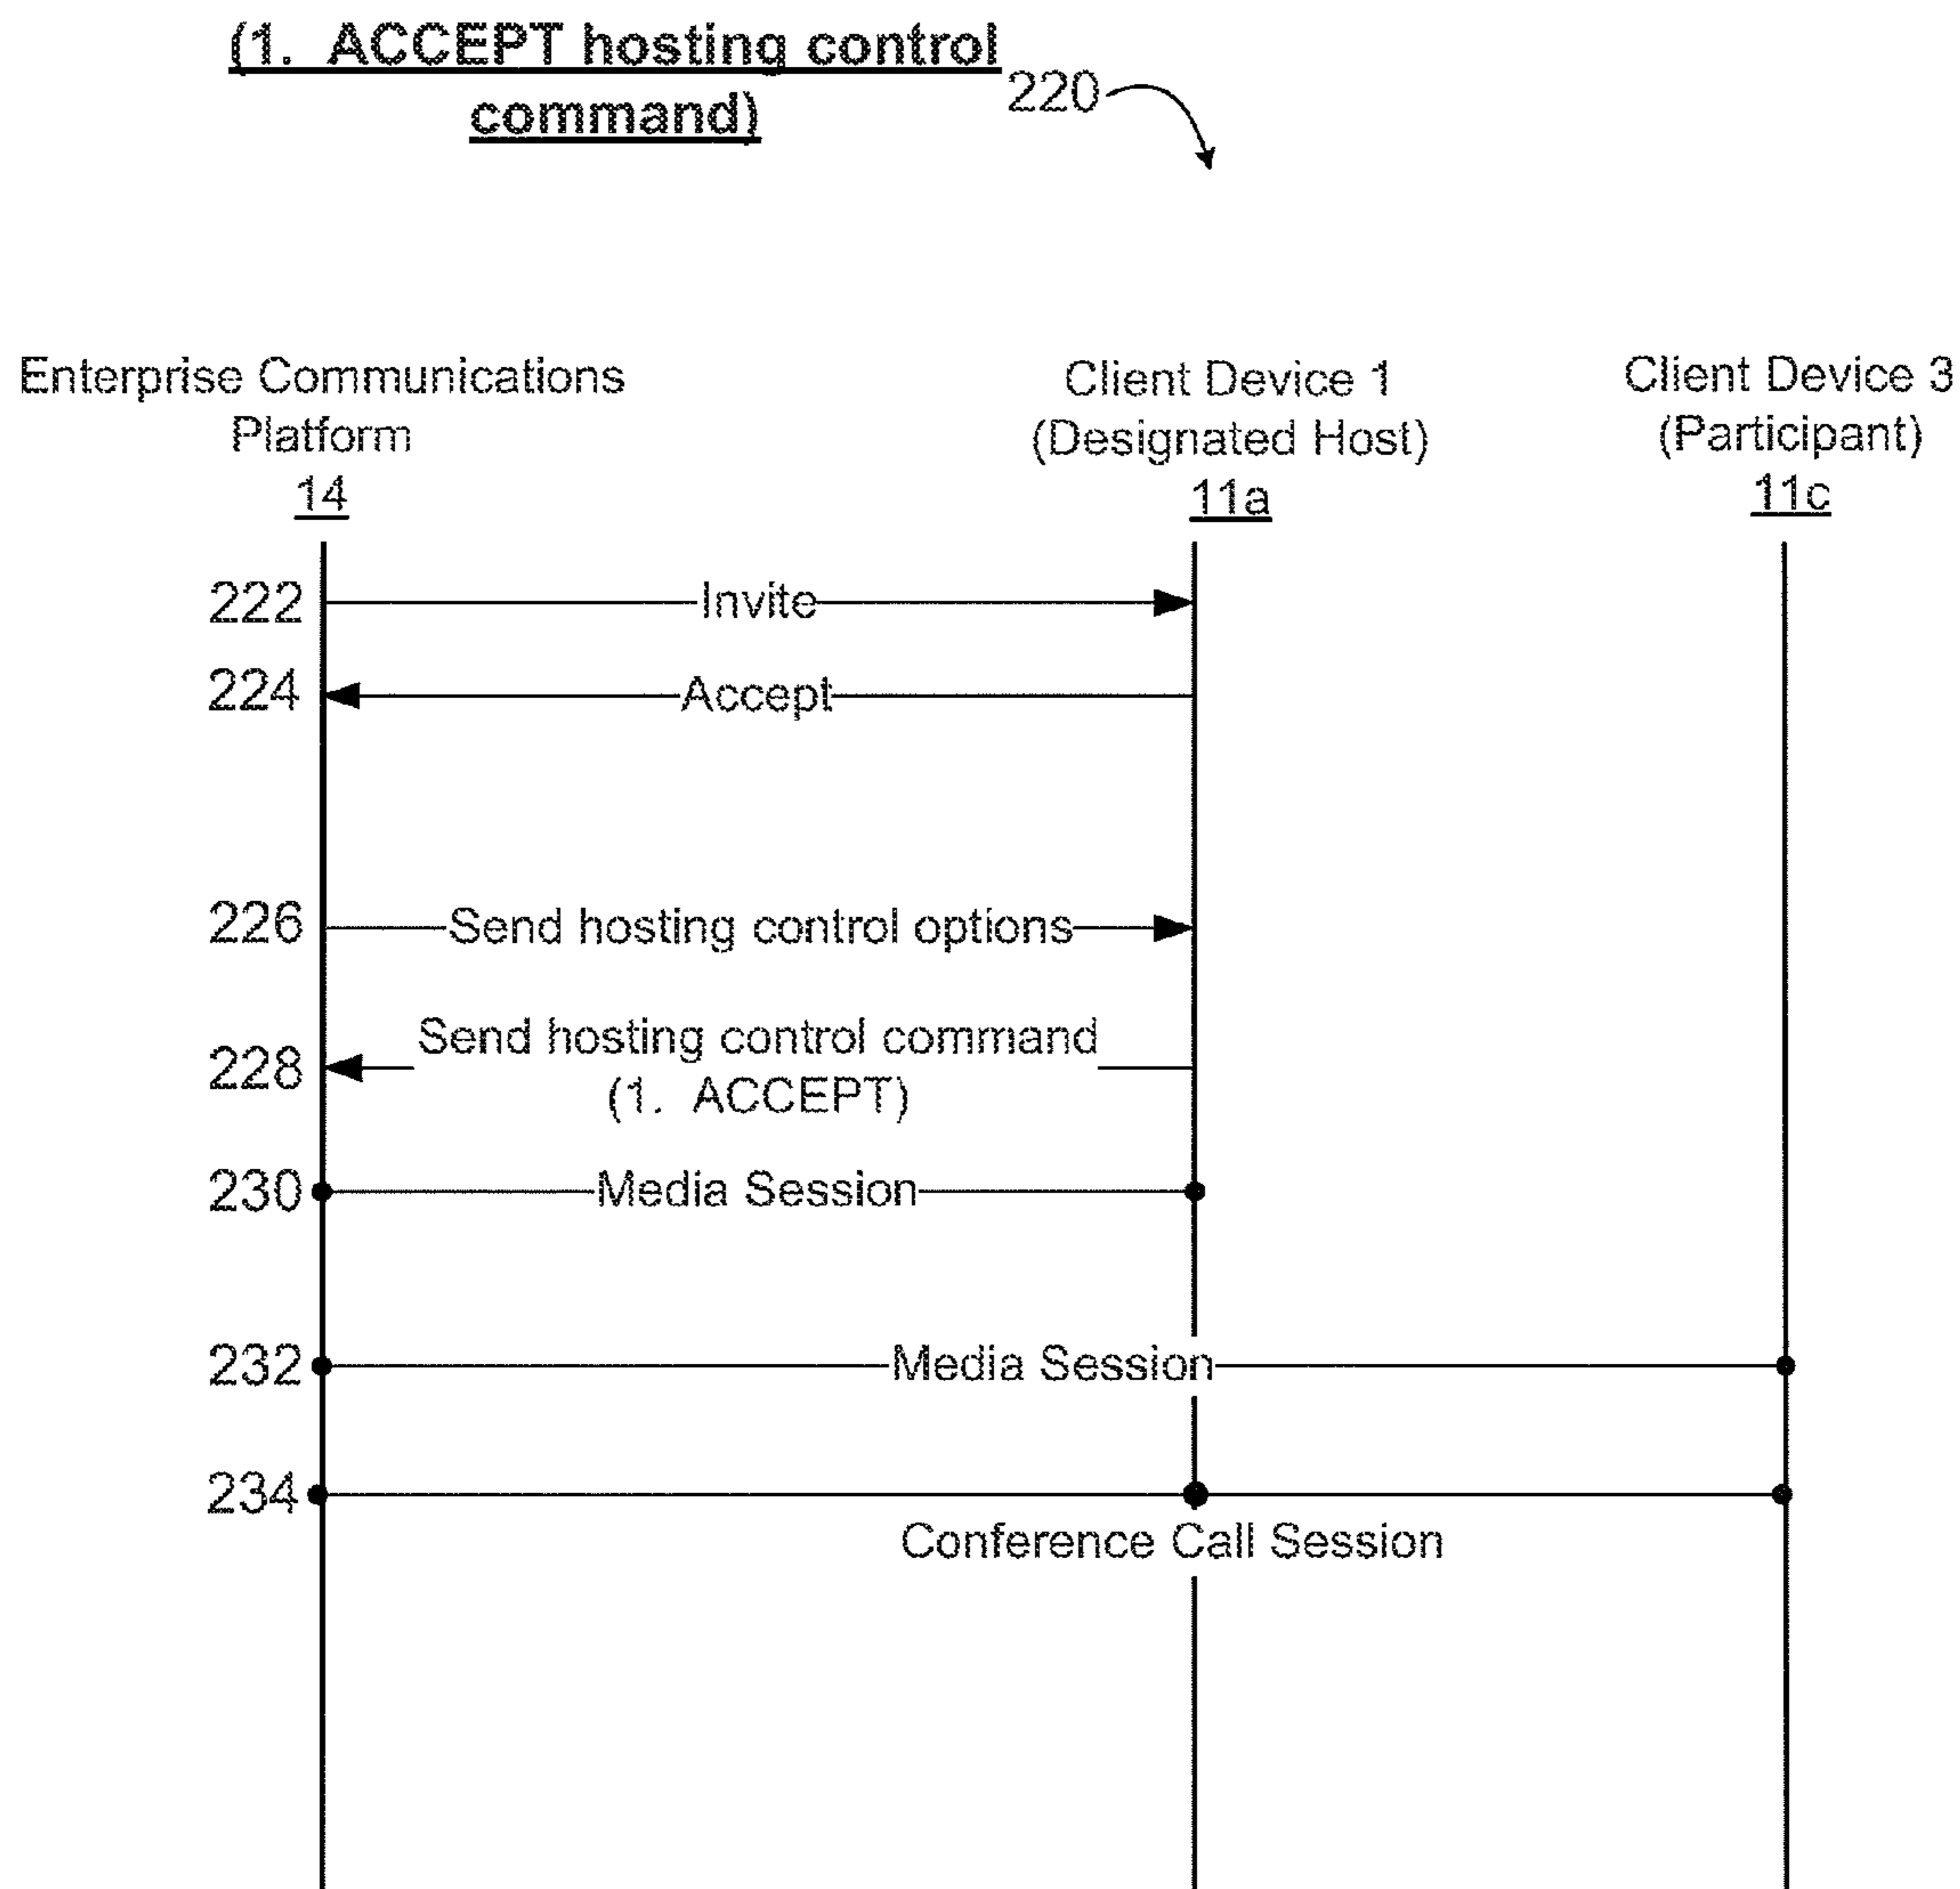 (1. ACCEPT hosting control
command)
220
Enterprise Communications
Platform
14
Client Device 1
(Designated Host)
11a
Client Device 3
(Participant)
11c
222
Invite
224
Accept
226
Send hosting control options
228
Send hosting control command
(1. ACCEPT)
230
Media Session
232
Media Session
234
Conference Call Session